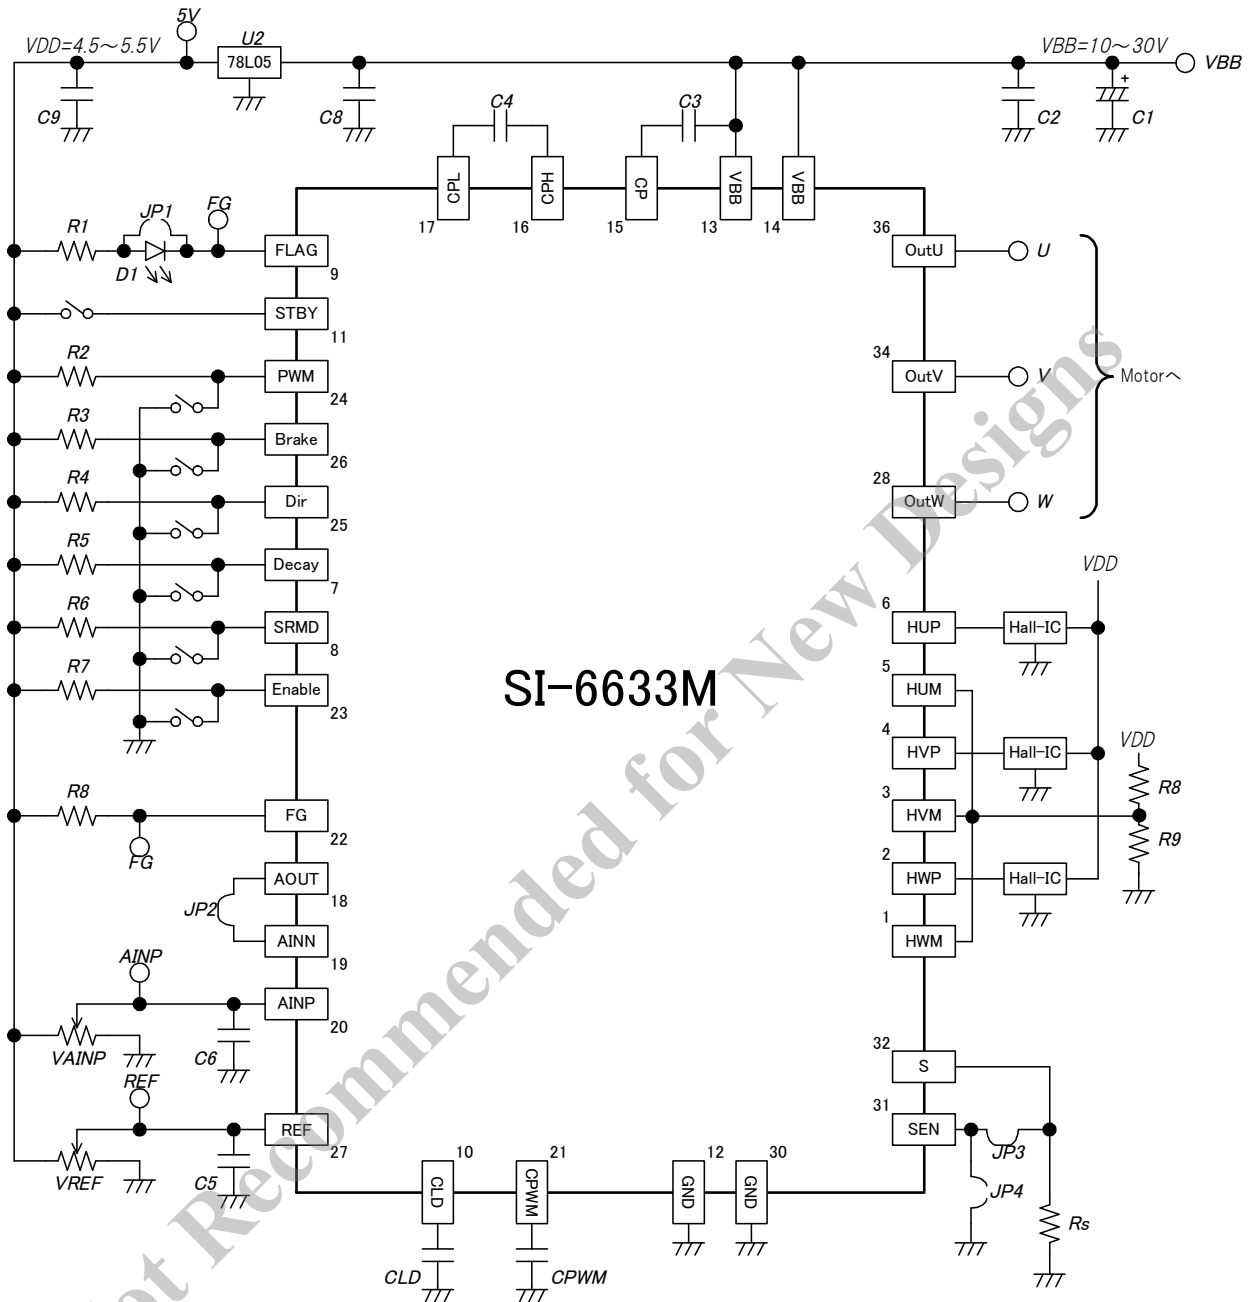 5V
VDD=4.5～5.5V
U2
78L05
VBB=10～30V
VBB
C9
C8
C4
C3
C2
C1
CPL
CPH
CP
VBB
VBB
17
16
15
13
14
R1
JP1
FG
D1
FLAG
9
STBY
11
R2
PWM
24
R3
Brake
26
R4
Dir
25
R5
Decay
7
R6
SRMD
8
R7
Enable
23
R8
FG
22
FG
AOUT
18
JP2
AINN
19
AINP
AINP
20
VAINP
C6
REF
REF
27
VREF
C5
SI-6633M
36
OutU
U
34
OutV
V
Motorへ
28
OutW
W
VDD
6
HUP
Hall-IC
5
HUM
4
HVP
Hall-IC
VDD
R8
3
HVM
R9
2
HWP
Hall-IC
1
HWM
32
S
31
SEN
JP3
JP4
Rs
10
CLD
21
CPWM
12
GND
30
GND
CLD
CPWM
Not Recommended for New Designs